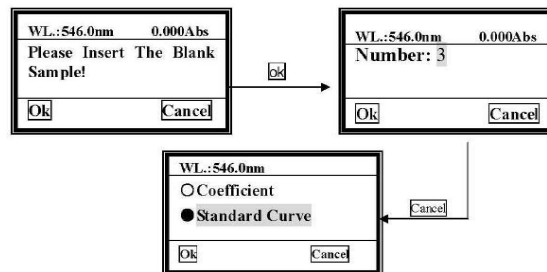 WL.:546.0nm 0.000Abs
Please Insert The Blank
Sample!
Ok Cancel
ok
WL.:546.0nm 0.000Abs
Number: 3
Ok Cancel
Cancel
WL.:546.0nm
Coefficient
Standard Curve
Ok Cancel